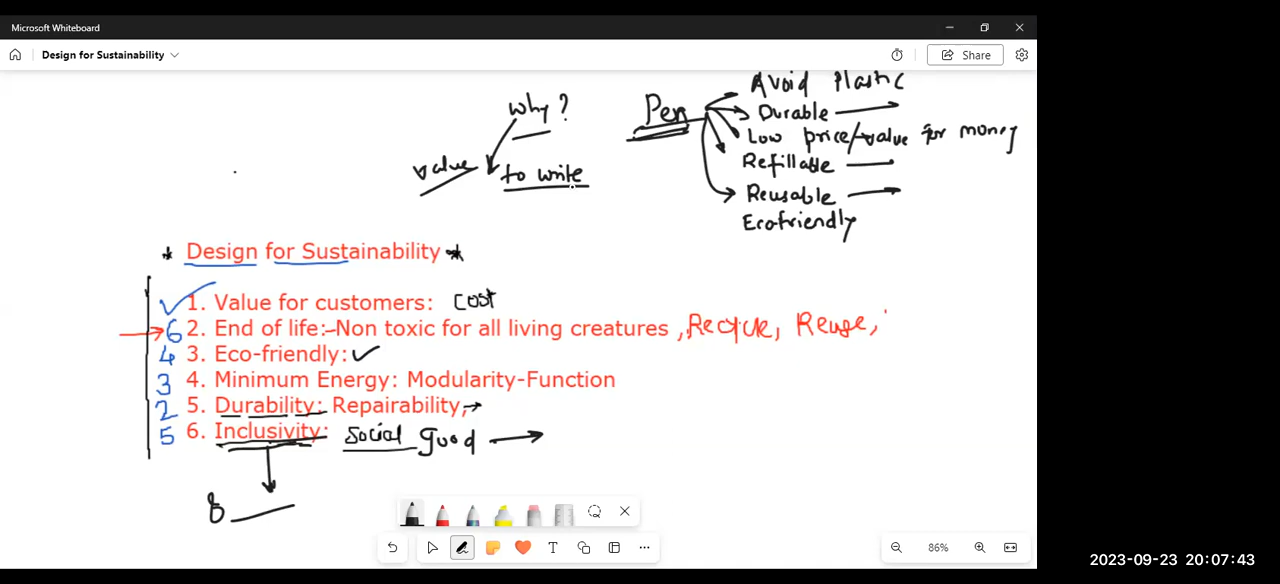 Microsoft Whiteboard
Design for Sustainability
Share
Avoid Plastic
why?
Pen
Durable
Low price/value for money
value
to write
Refillable
Reusable
Ecofriendly
* Design for Sustainability *
1. Value for customers: cost
6 2. End of life:-Non toxic for all living creatures , Recycle, Reuse,
4 3. Eco-friendly: ✓
3 4. Minimum Energy: Modularity-Function
2 5. Durability: Repairability,
5 6. Inclusivity: social good
8
86%
2023-09-23 20:07:43